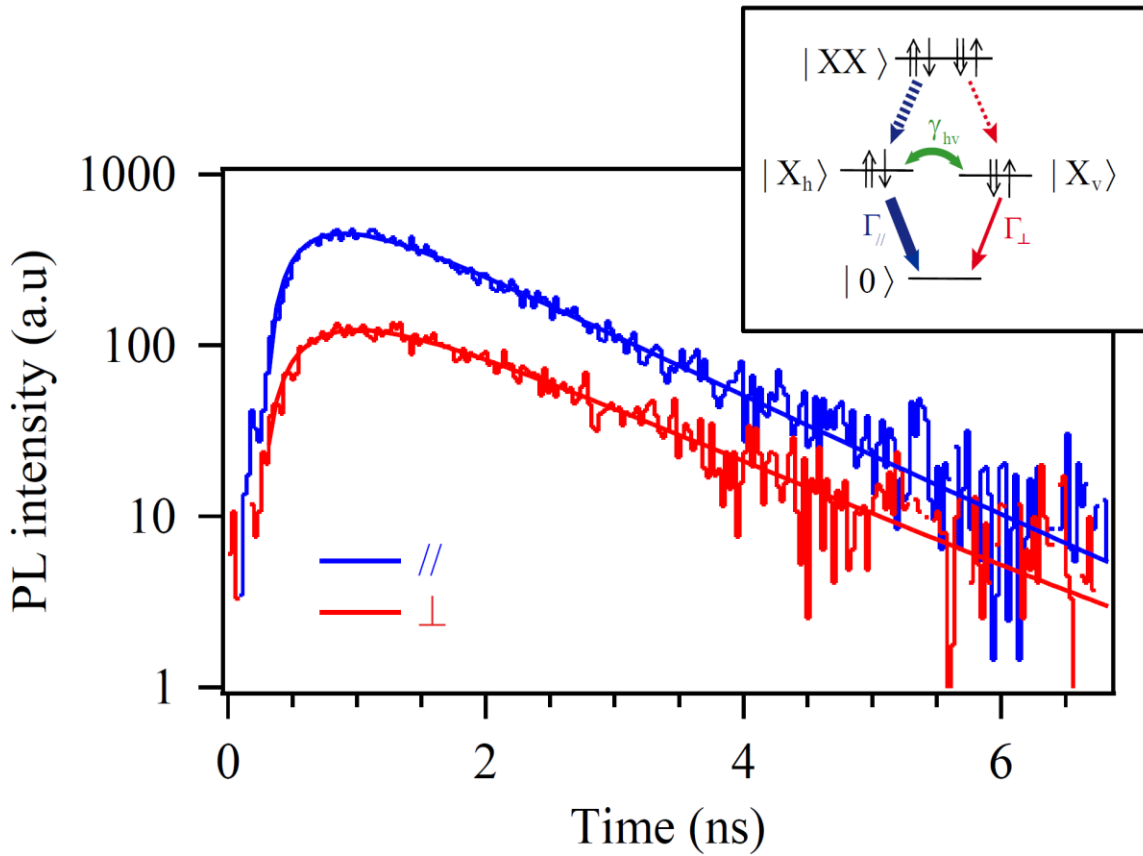 | XX ⟩
γhv
| Xh⟩
| Xv ⟩
Γ//
Γ⊥
| 0 ⟩
1000
100
10
1
PL intensity (a.u)
//
⊥
0
2
4
6
Time (ns)